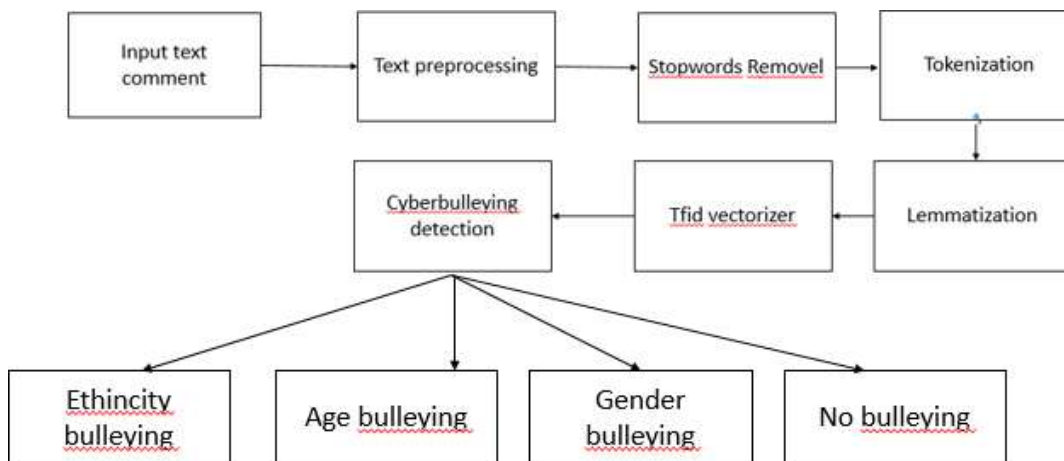 Input text
comment
Text preprocessing
Stopwords Removel
Tokenization
Cyberbulleying
detection
Tfid vectorizer
Lemmatization
Ethincity
bulleying
Age bulleying
Gender
bulleying
No bulleying